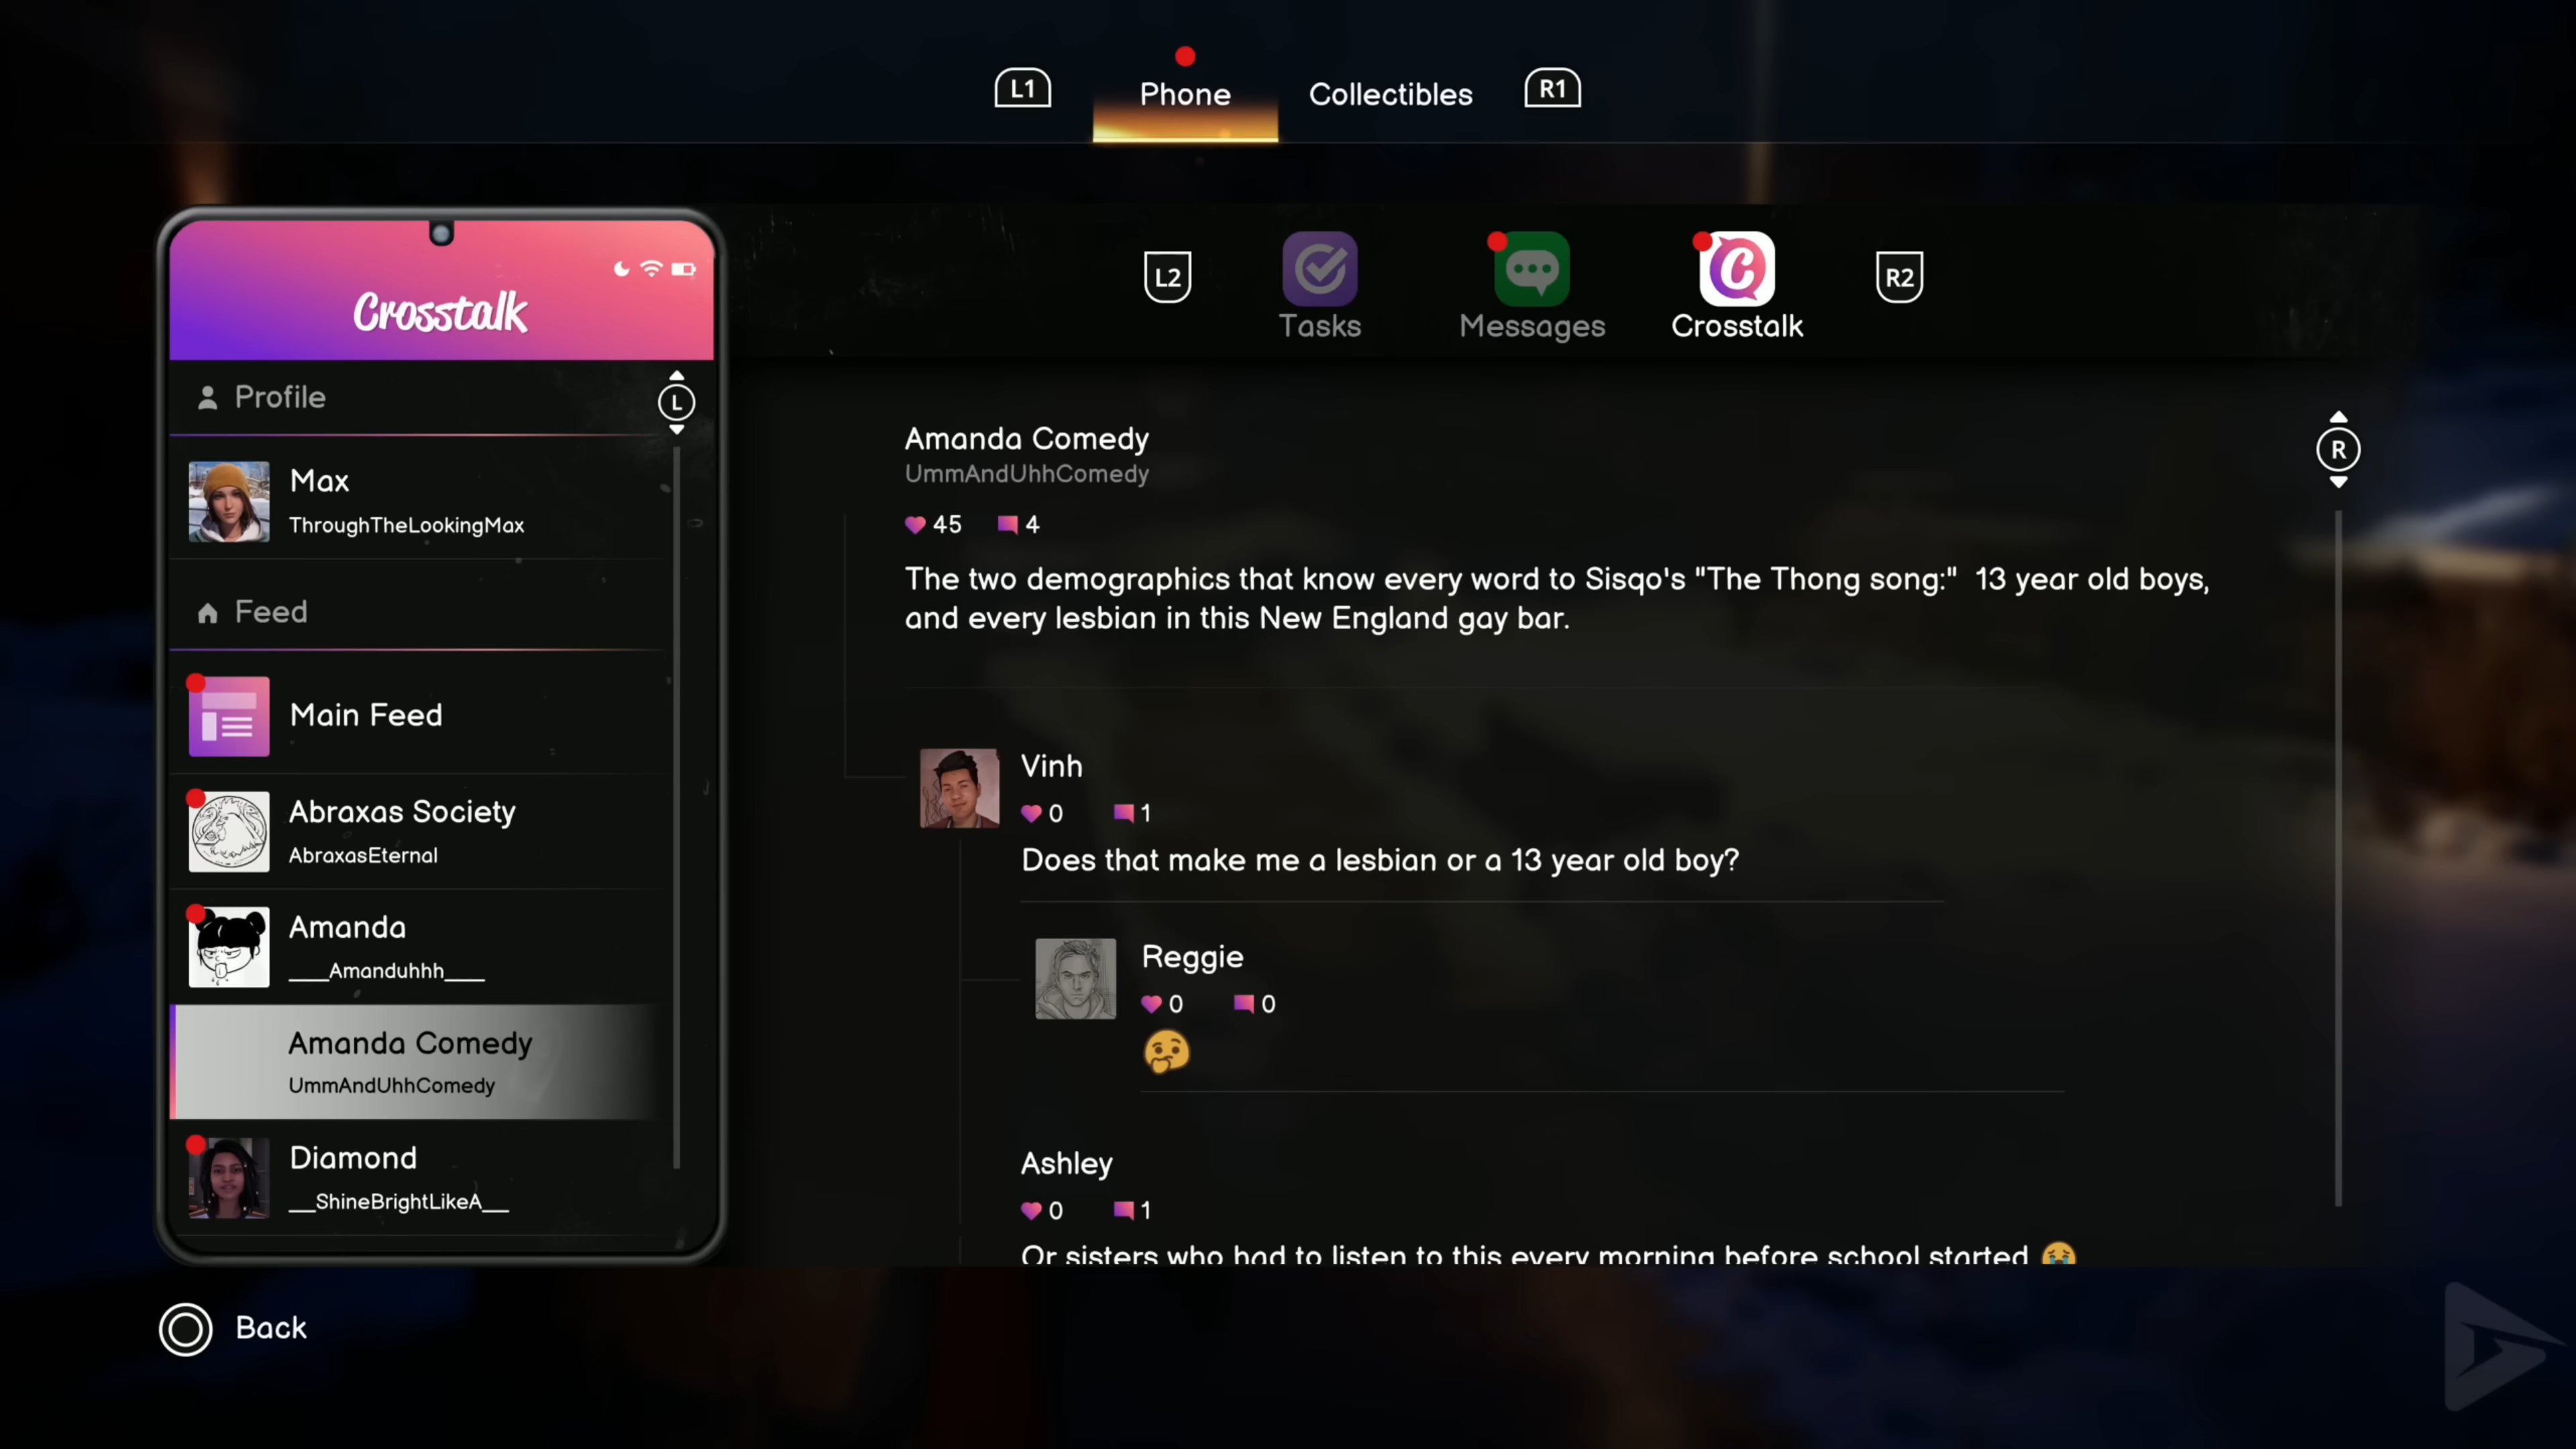 L1
Phone
Collectibles
R1
Crosstalk
Profile
L
Max
ThroughTheLookingMax
Feed
Main Feed
Abraxas Society
AbraxasEternal
Amanda
___Amanduhhh___
Amanda Comedy
UmmAndUhhComedy
Diamond
__ShineBrightLikeA__
L2
Tasks
Messages
C
Crosstalk
R2
Amanda Comedy
UmmAndUhhComedy
45 4
R
The two demographics that know every word to Sisqo's "The Thong song:" 13 year old boys,
and every lesbian in this New England gay bar.
Vinh
0 1
Does that make me a lesbian or a 13 year old boy?
Reggie
0 0
🤔
Ashley
0 1
Or sisters who had to listen to this every morning before school started 😭
Back